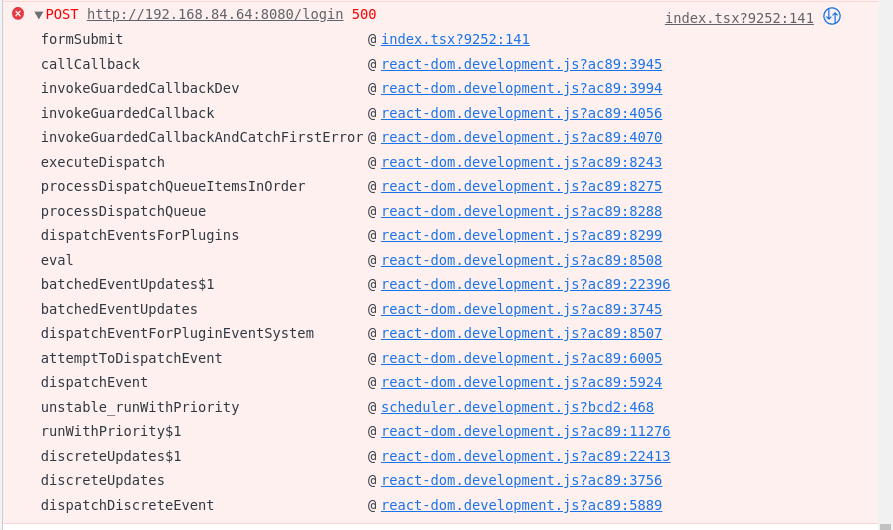 ▼POST http://192.168.84.64:8080/login 500 index.tsx?9252:141
formSubmit @ index.tsx?9252:141
callCallback @ react-dom.development.js?ac89:3945
invokeGuardedCallbackDev @ react-dom.development.js?ac89:3994
invokeGuardedCallback @ react-dom.development.js?ac89:4056
invokeGuardedCallbackAndCatchFirstError @ react-dom.development.js?ac89:4070
executeDispatch @ react-dom.development.js?ac89:8243
processDispatchQueueItemsInOrder @ react-dom.development.js?ac89:8275
processDispatchQueue @ react-dom.development.js?ac89:8288
dispatchEventsForPlugins @ react-dom.development.js?ac89:8299
eval @ react-dom.development.js?ac89:8508
batchedEventUpdates$1 @ react-dom.development.js?ac89:22396
batchedEventUpdates @ react-dom.development.js?ac89:3745
dispatchEventForPluginEventSystem @ react-dom.development.js?ac89:8507
attemptToDispatchEvent @ react-dom.development.js?ac89:6005
dispatchEvent @ react-dom.development.js?ac89:5924
unstable_runWithPriority @ scheduler.development.js?bcd2:468
runWithPriority$1 @ react-dom.development.js?ac89:11276
discreteUpdates$1 @ react-dom.development.js?ac89:22413
discreteUpdates @ react-dom.development.js?ac89:3756
dispatchDiscreteEvent @ react-dom.development.js?ac89:5889